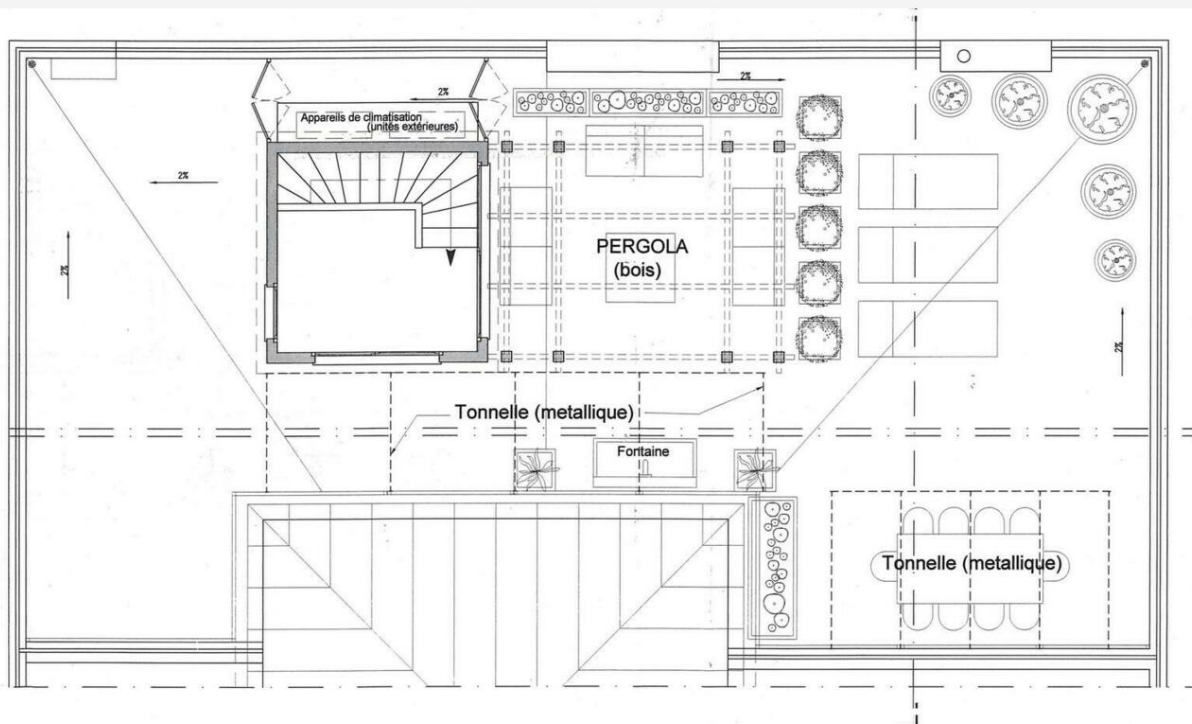 2%
2%
Appareils de climatisation
(unités extérieures)
2%
2%
PERGOLA
(bois)
2%
Tonnelle (metallique)
Fontaine
Tonnelle (metallique)